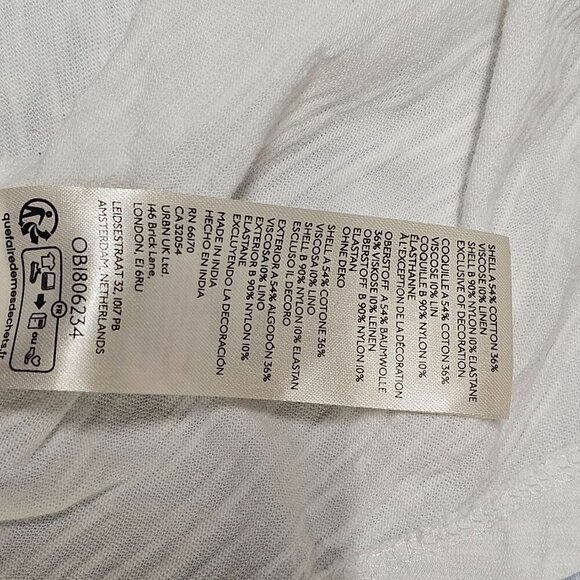 SHELL A 54% COTTON 36%
VISCOSE 10% LINEN
SHELL B 90% NYLON 10% ELASTANE
EXCLUSIVE OF DECORATION
COQUILLE A 54% COTON 36%
VISCOSE 10% LIN
COQUILLE B 90% NYLON 10%
ÉLASTHANNE
À L'EXCEPTION DE LA DÉCORATION
OBERSTOFF A 54% BAUMWOLLE
36% VISKOSE 10% LEINEN
OBERSTOFF B 90% NYLON 10%
ELASTAN
OHNE DEKO
SHELL A 54% COTONE 36%
VISCOSA 10% LINO
SHELL B 90% NYLON 10% ELASTAN
ESCLUSO IL DECORO
EXTERIOR A 54% ALGODÓN 36%
VISCOSA 10% LINO
EXTERIOR B 90% NYLON 10%
ELASTANE
EXCLUYENDO LA DECORACIÓN
MADE IN INDIA
HECHO EN INDIA
RN 66170
CA 32054
URBN UK Ltd.
146 Brick Lane,
LONDON. E1 6RU
LEIDSESTRAAT 32, 1017 PB
AMSTERDAM, NETHERLANDS
OB1806234
FR
ou
quefairedemesdechets.fr